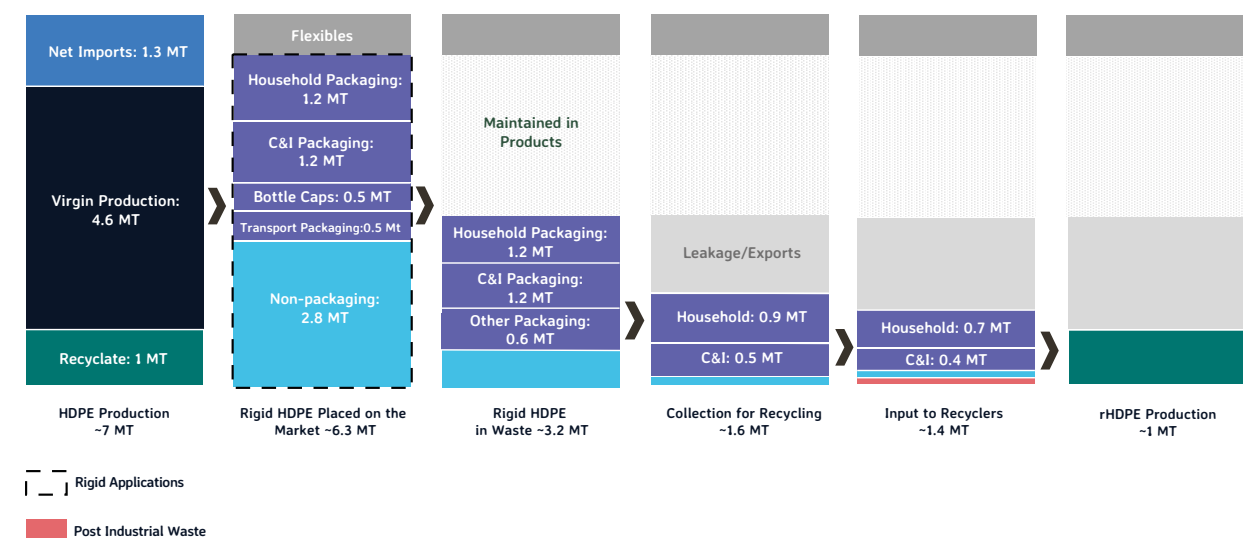 Net Imports: 1.3 MT
Virgin Production:
4.6 MT
Recyclate: 1 MT
HDPE Production
~7 MT
Flexibles
Household Packaging:
1.2 MT
C&I Packaging:
1.2 MT
Bottle Caps: 0.5 MT
Transport Packaging:0.5 Mt
Non-packaging:
2.8 MT
Rigid HDPE Placed on the
Market ~6.3 MT
Maintained in
Products
Household Packaging:
1.2 MT
C&I Packaging:
1.2 MT
Other Packaging:
0.6 MT
Rigid HDPE
in Waste ~3.2 MT
Leakage/Exports
Household: 0.9 MT
C&I: 0.5 MT
Collection for Recycling
~1.6 MT
Household: 0.7 MT
C&I: 0.4 MT
Input to Recyclers
~1.4 MT
rHDPE Production
~1 MT
Rigid Applications
Post Industrial Waste